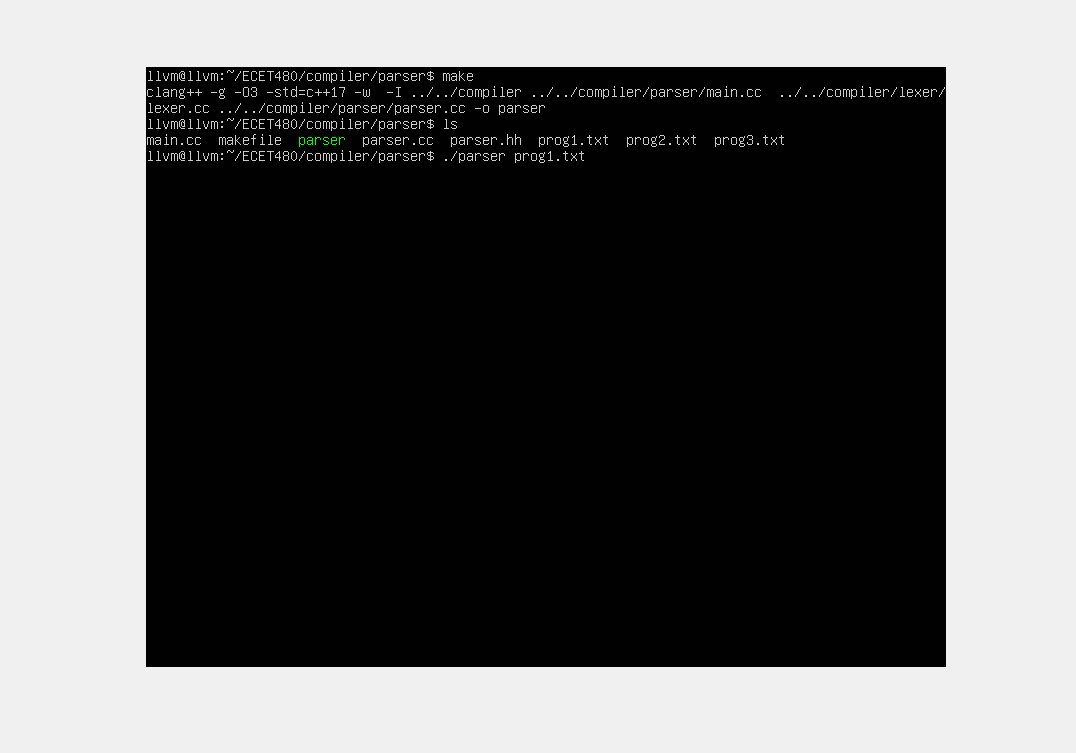 llvm@llvm:~/ECET480/compiler/parser$ make
clang++ -g -O3 -std=c++17 -w  -I ../../compiler ../../compiler/parser/main.cc  ../../compiler/lexer/
lexer.cc ../../compiler/parser/parser.cc -o parser
llvm@llvm:~/ECET480/compiler/parser$ ls
main.cc  makefile  parser  parser.cc  parser.hh  prog1.txt  prog2.txt  prog3.txt
llvm@llvm:~/ECET480/compiler/parser$ ./parser prog1.txt